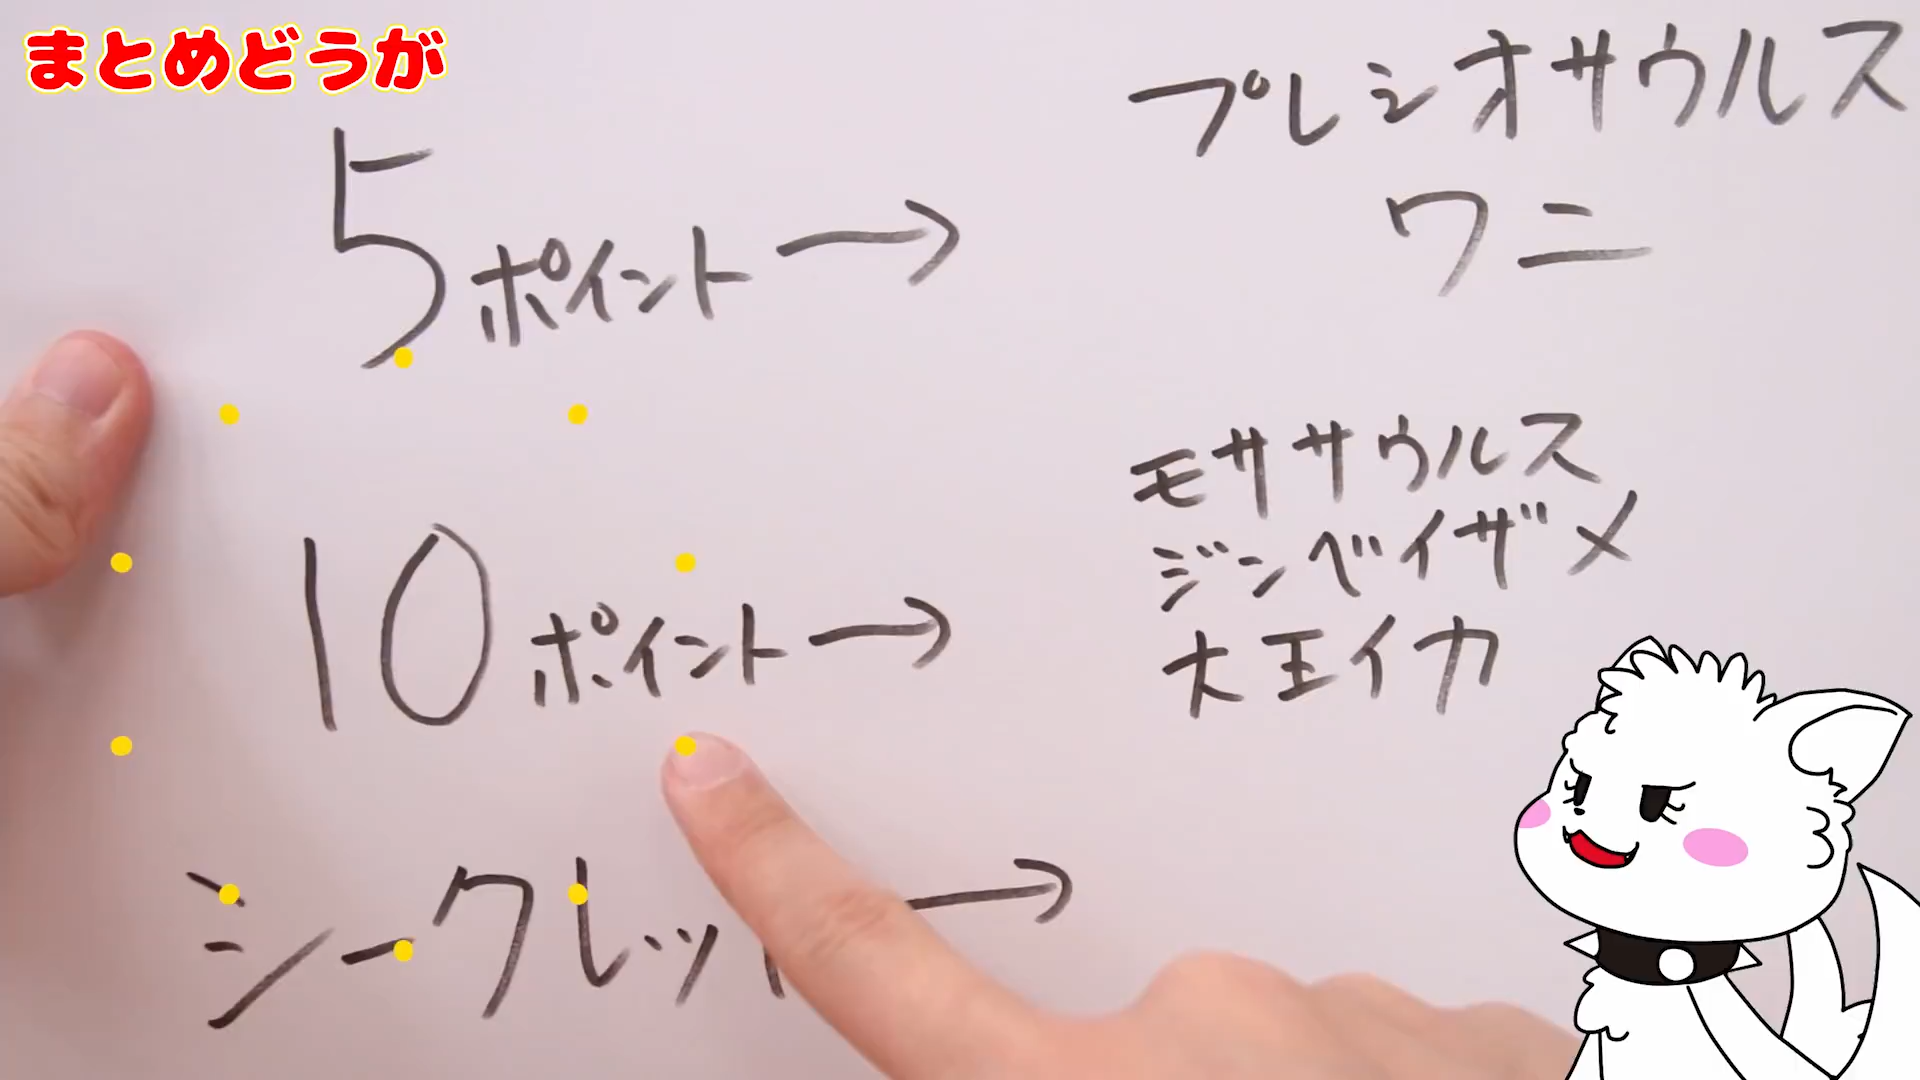 まとめどうが
5ポイント→
プレシオサウルス
ワニ
10ポイント→
モササウルス
ジンベイザメ
大王イカ
シークレット→